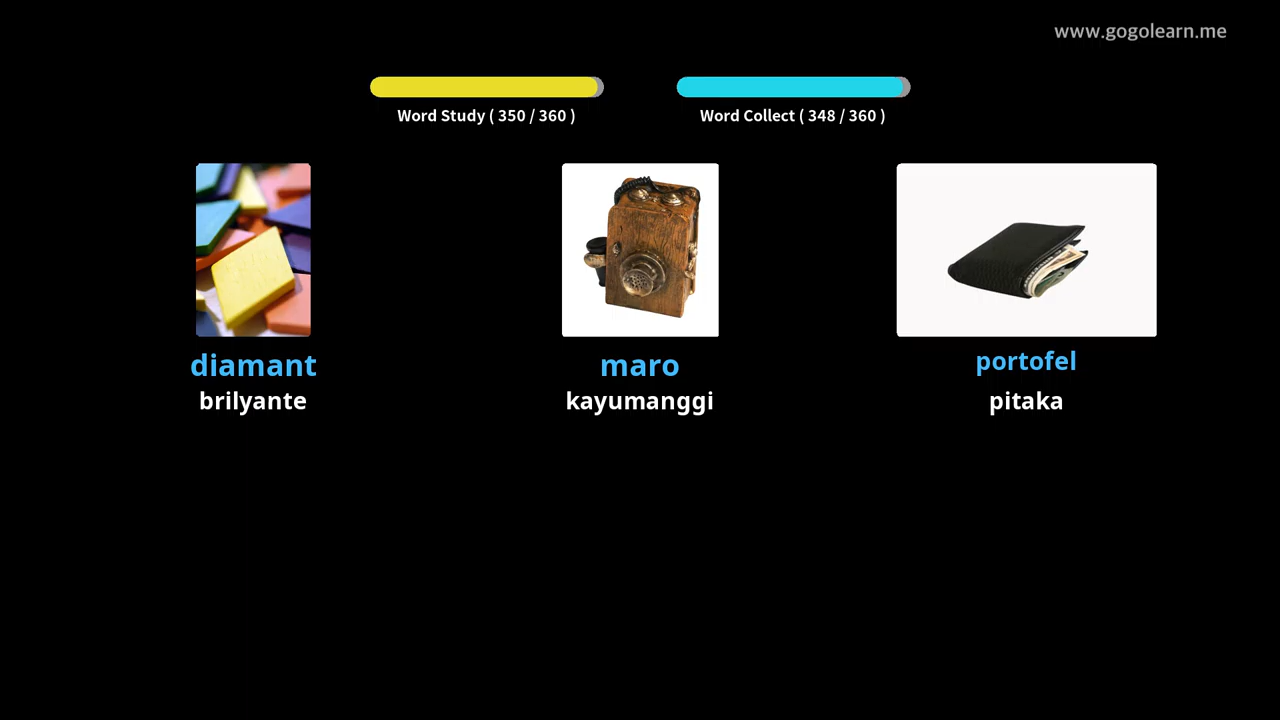 www.gogolearn.me
Word Study ( 350 / 360 )
Word Collect ( 348 / 360 )
diamant
brilyante
maro
kayumanggi
portofel
pitaka